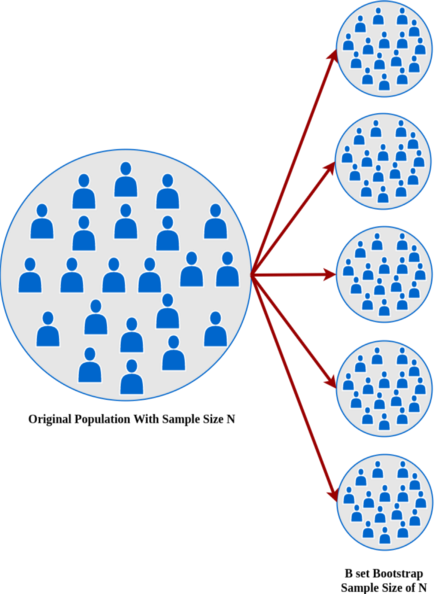 Original Population With Sample Size N
B set Bootstrap
Sample Size of N